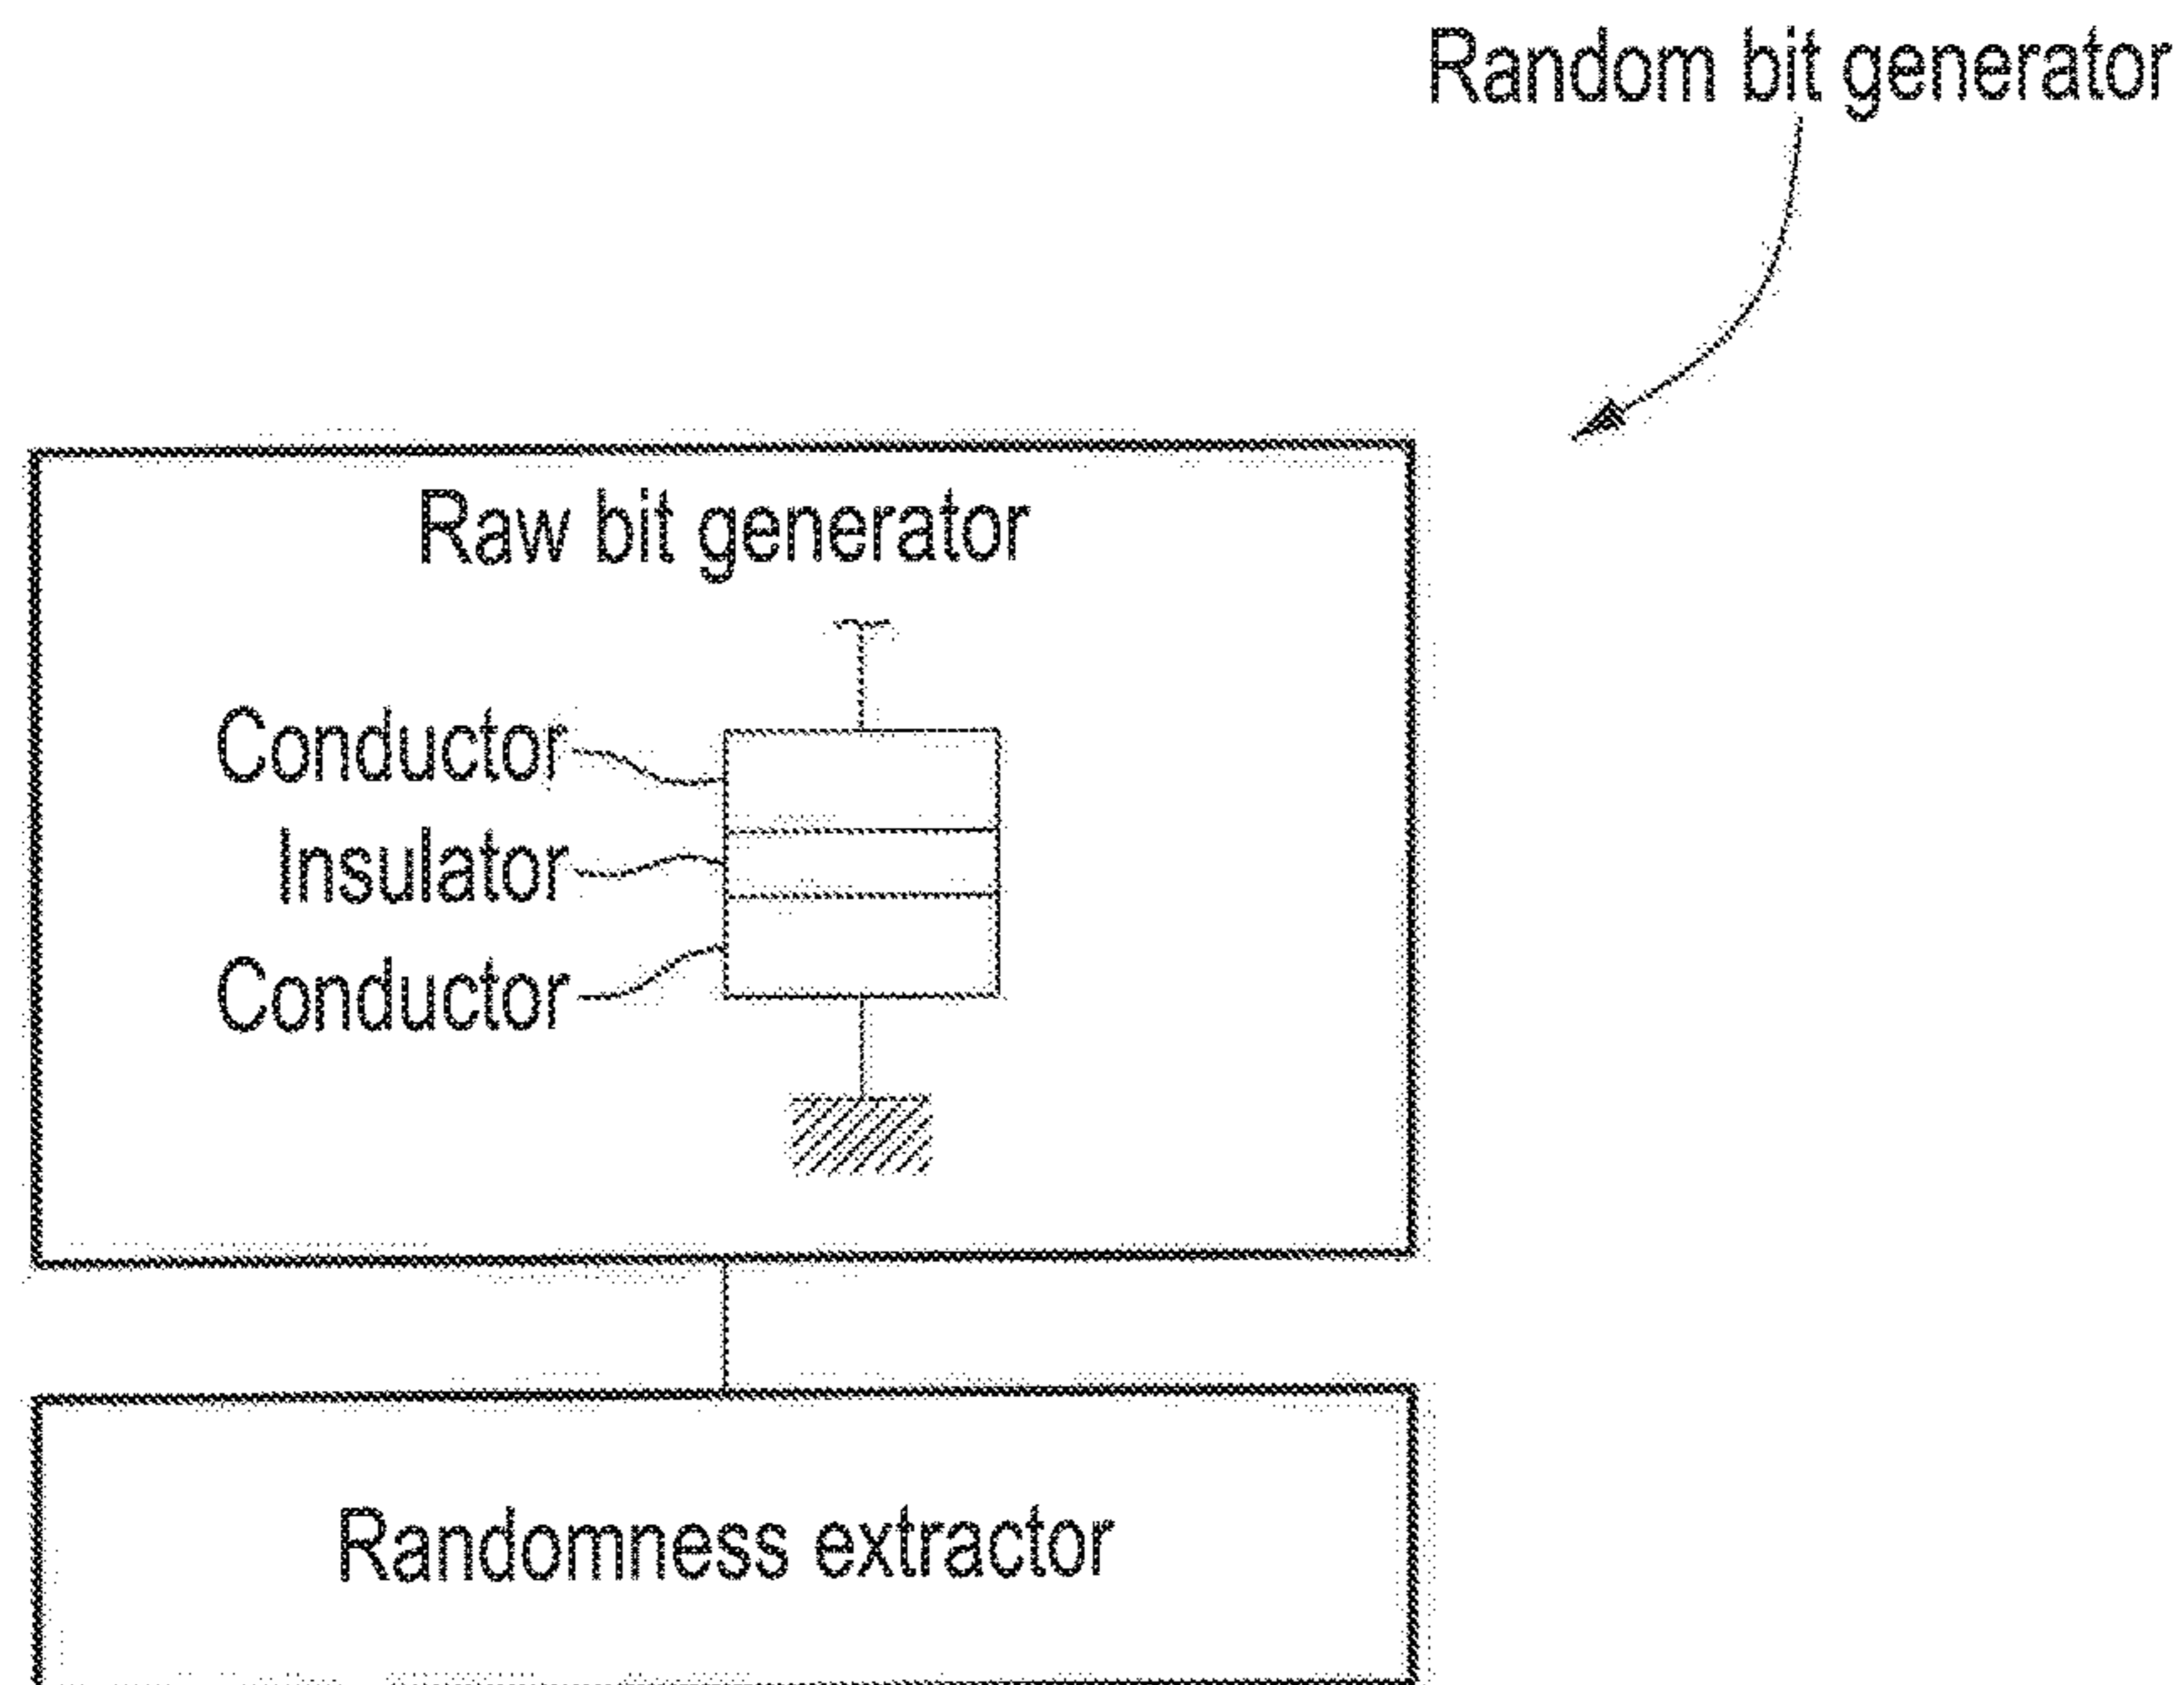 Random bit generator
Raw bit generator
Conductor
Insulator
Conductor
Randomness extractor